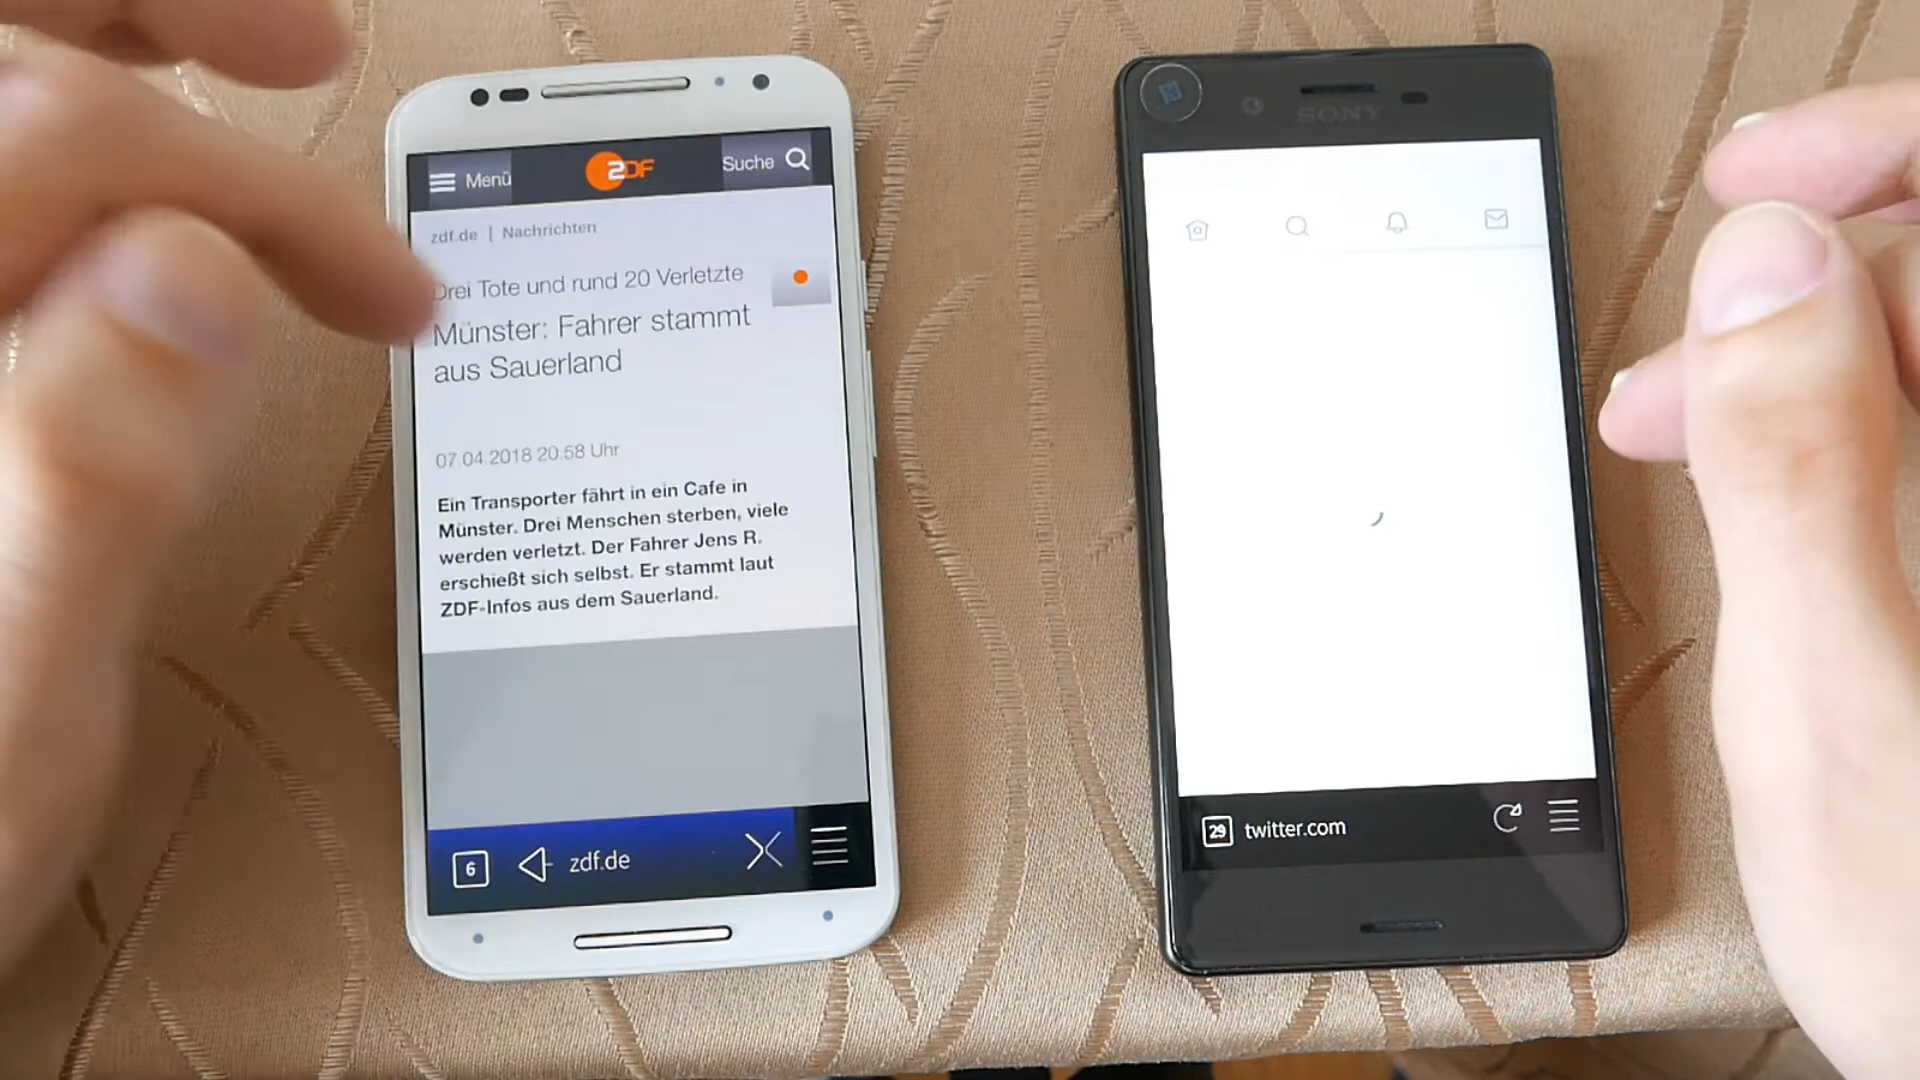 Menü
ZDF
Suche
zdf.de | Nachrichten
Drei Tote und rund 20 Verletzte
Münster: Fahrer stammt
aus Sauerland
07.04.2018 20:58 Uhr
Ein Transporter fährt in ein Cafe in
Münster. Drei Menschen sterben, viele
werden verletzt. Der Fahrer Jens R.
erschießt sich selbst. Er stammt laut
ZDF-Infos aus dem Sauerland.
6
zdf.de
SONY
29
twitter.com